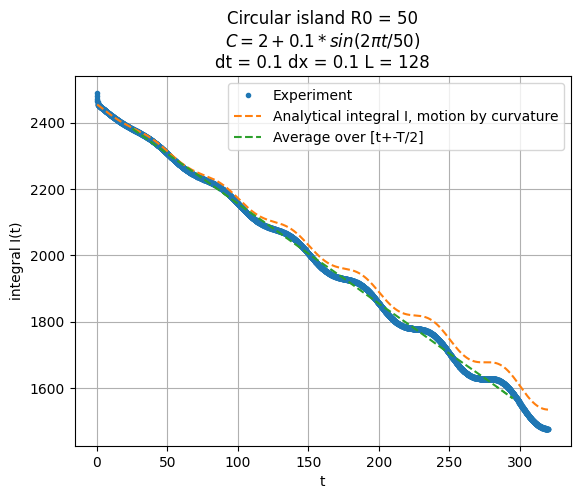 Circular island R0 = 50
C = 2 + 0.1 * sin(2πt/50)
dt = 0.1 dx = 0.1 L = 128
Experiment
Analytical integral I, motion by curvature
Average over [t+-T/2]
integral I(t)
2400
2200
2000
1800
1600
0 50 100 150 200 250 300
t